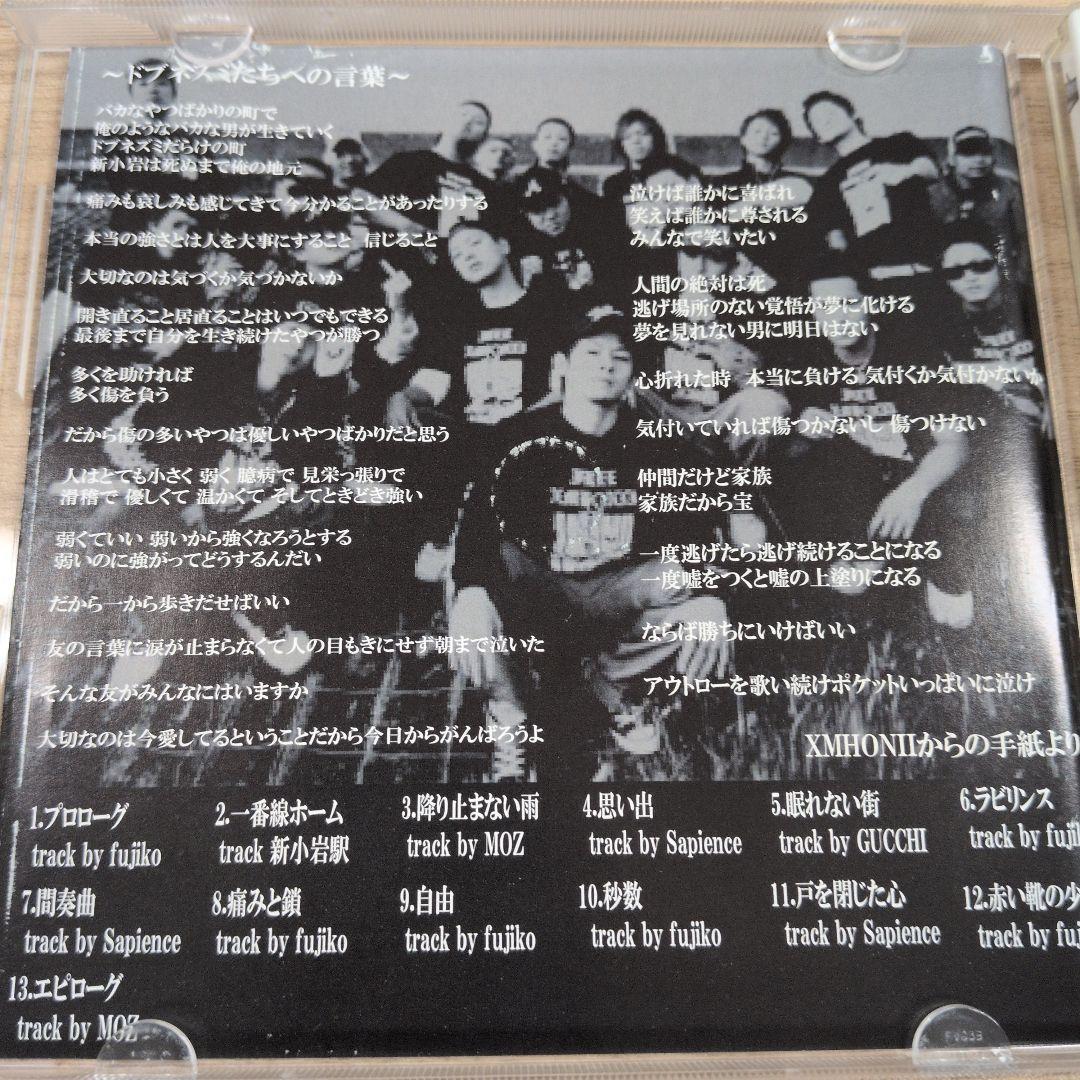 ～ドブネズミたちへの言葉～
バカなやつばかりの町で
俺のようなバカな男が生きていく
ドブネズミだらけの町
新小岩は死ぬまで俺の地元
痛みも哀しみも感じてきて今分かることがあったりする
本当の強さとは人を大事にすること 信じること
大切なのは気づくか気づかないか
開き直ること居直ることはいつでもできる
最後まで自分を生き続けたやつが勝つ
多くを助ければ
多く傷を負う
だから傷の多いやつは優しいやつばかりだと思う
人はとても小さく 弱く 臆病で 見栄っ張りで
滑稽で 優しくて 温かくて そしてときどき強い
弱くていい 弱いから強くなろうとする
弱いのに強がってどうするんだい
だから一から歩きだせばいい
友の言葉に涙が止まらなくて人の目もきにせず朝まで泣いた
そんな友がみんなにはいますか
大切なのは今愛してるということだから今日からがんばろうよ
泣けば誰かに喜ばれ
笑えば誰かに尊される
みんなで笑いたい
人間の絶対は死
逃げ場所のない覚悟が夢に化ける
夢を見れない男に明日はない
心折れた時 本当に負ける 気付くか気付かないか
気付いていれば傷つかないし 傷つけない
仲間だけど家族
家族だから宝
一度逃げたら逃げ続けることになる
一度嘘をつくと嘘の上塗りになる
ならば勝ちにいけばいい
アウトローを歌い続けポケットいっぱいに泣け
XMHONIIからの手紙より
1.プロローグ
track by fujiko
2.一番線ホーム
track 新小岩駅
3.降り止まない雨
track by MOZ
4.思い出
track by Sapience
5.眠れない街
track by GUCCHI
6.ラビリンス
track by fuji
7.間奏曲
track by Sapience
8.痛みと鎖
track by fujiko
9.自由
track by fujiko
10.秒数
track by fujiko
11.戸を閉じた心
track by Sapience
12.赤い靴の少
track by fuj
13.エピローグ
track by MOZ